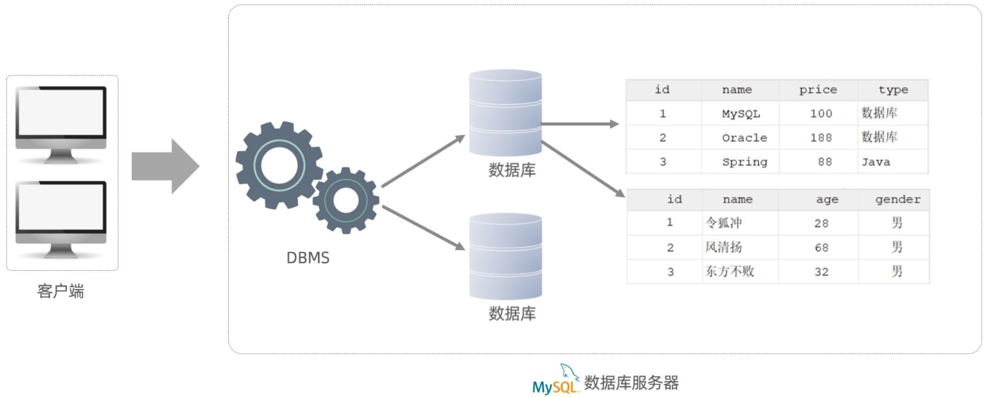 客户端
DBMS
数据库
数据库
id name price type
1 MySQL 100 数据库
2 Oracle 188 数据库
3 Spring 88 Java
id name age gender
1 令狐冲 28 男
2 风清扬 68 男
3 东方不败 32 男
MySQL 数据库服务器